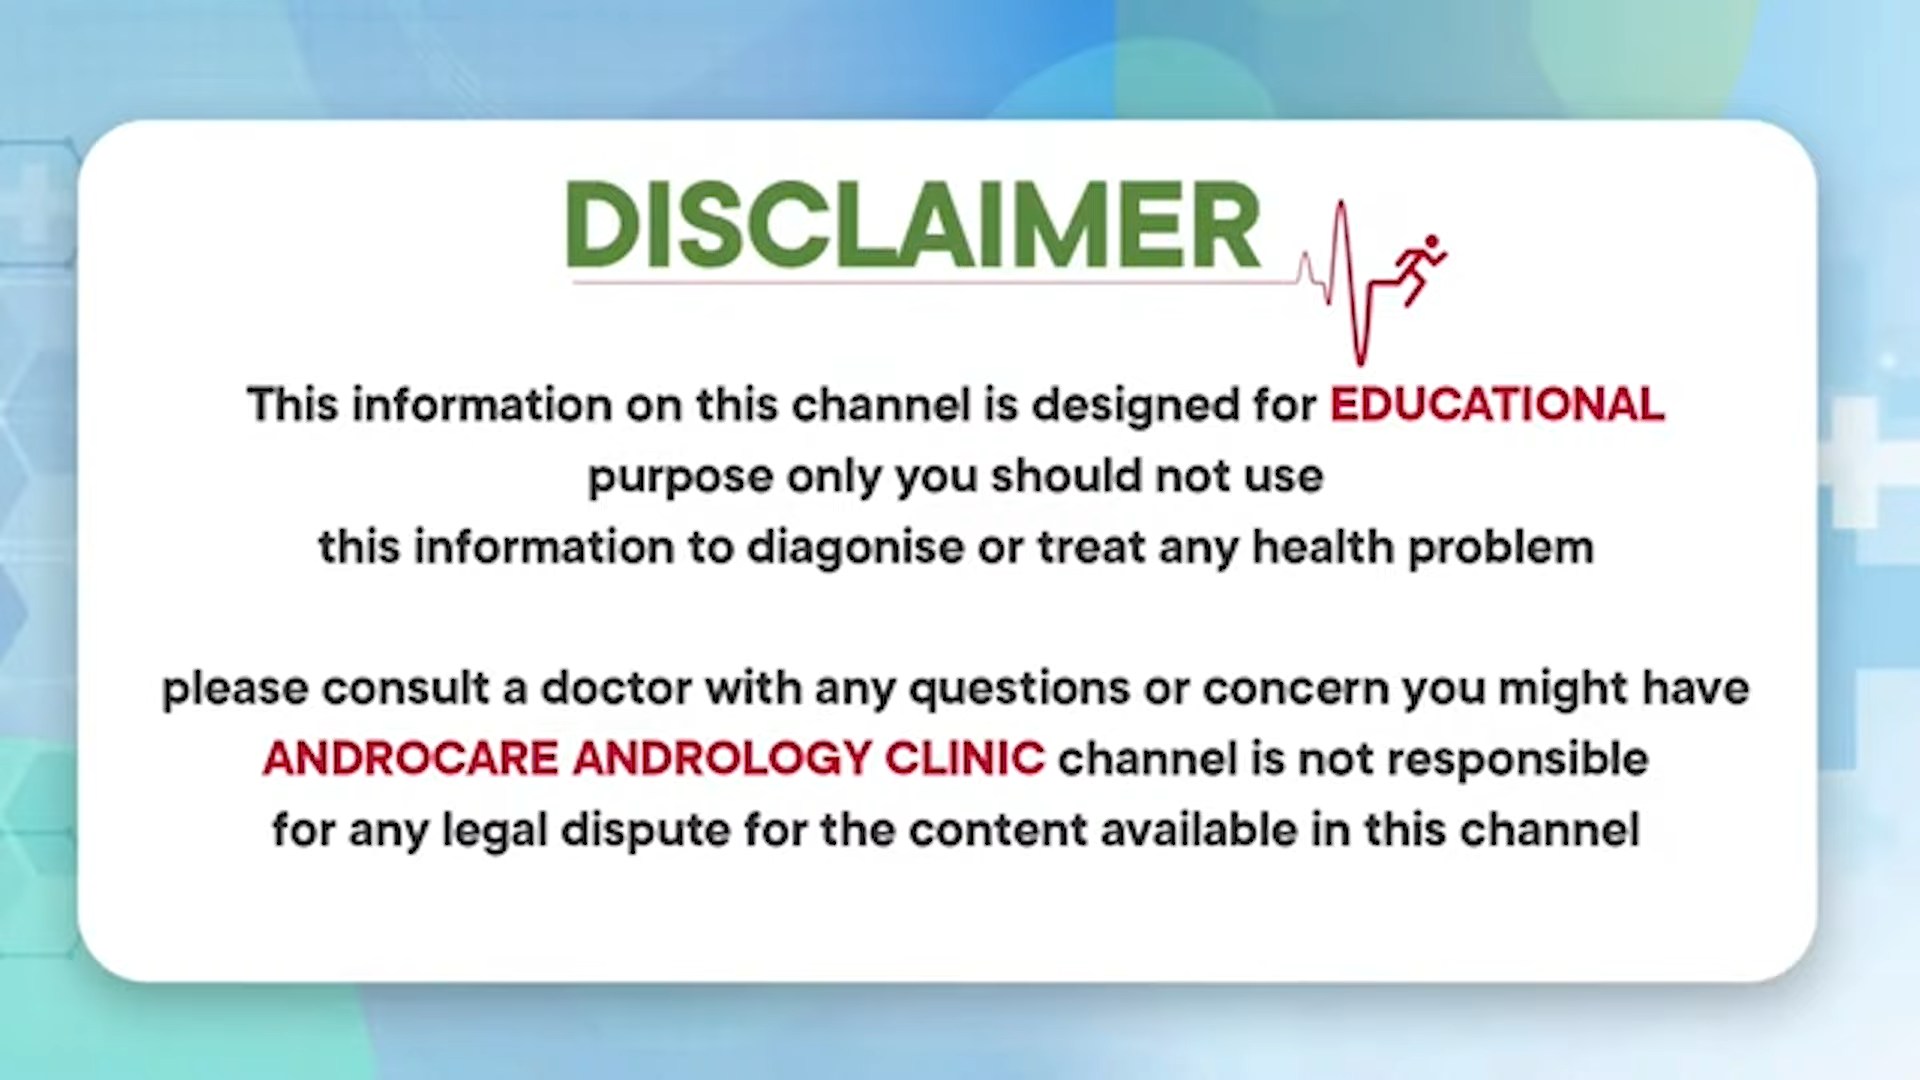 DISCLAIMER
This information on this channel is designed for EDUCATIONAL
purpose only you should not use
this information to diagonise or treat any health problem
please consult a doctor with any questions or concern you might have
ANDROCARE ANDROLOGY CLINIC channel is not responsible
for any legal dispute for the content available in this channel